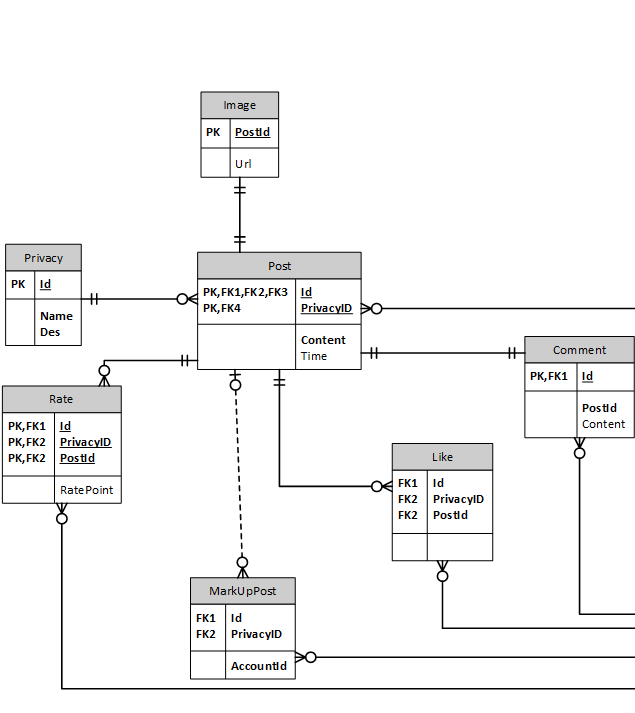 Image
PK PostId
Url
Privacy
PK Id
Name
Des
Post
PK,FK1,FK2,FK3 Id
PK,FK4 PrivacyID
Content
Time
Comment
PK,FK1 Id
PostId
Content
Rate
PK,FK1 Id
PK,FK2 PrivacyID
PK,FK2 PostId
RatePoint
Like
FK1 Id
FK2 PrivacyID
FK2 PostId
MarkUpPost
FK1 Id
FK2 PrivacyID
AccountId